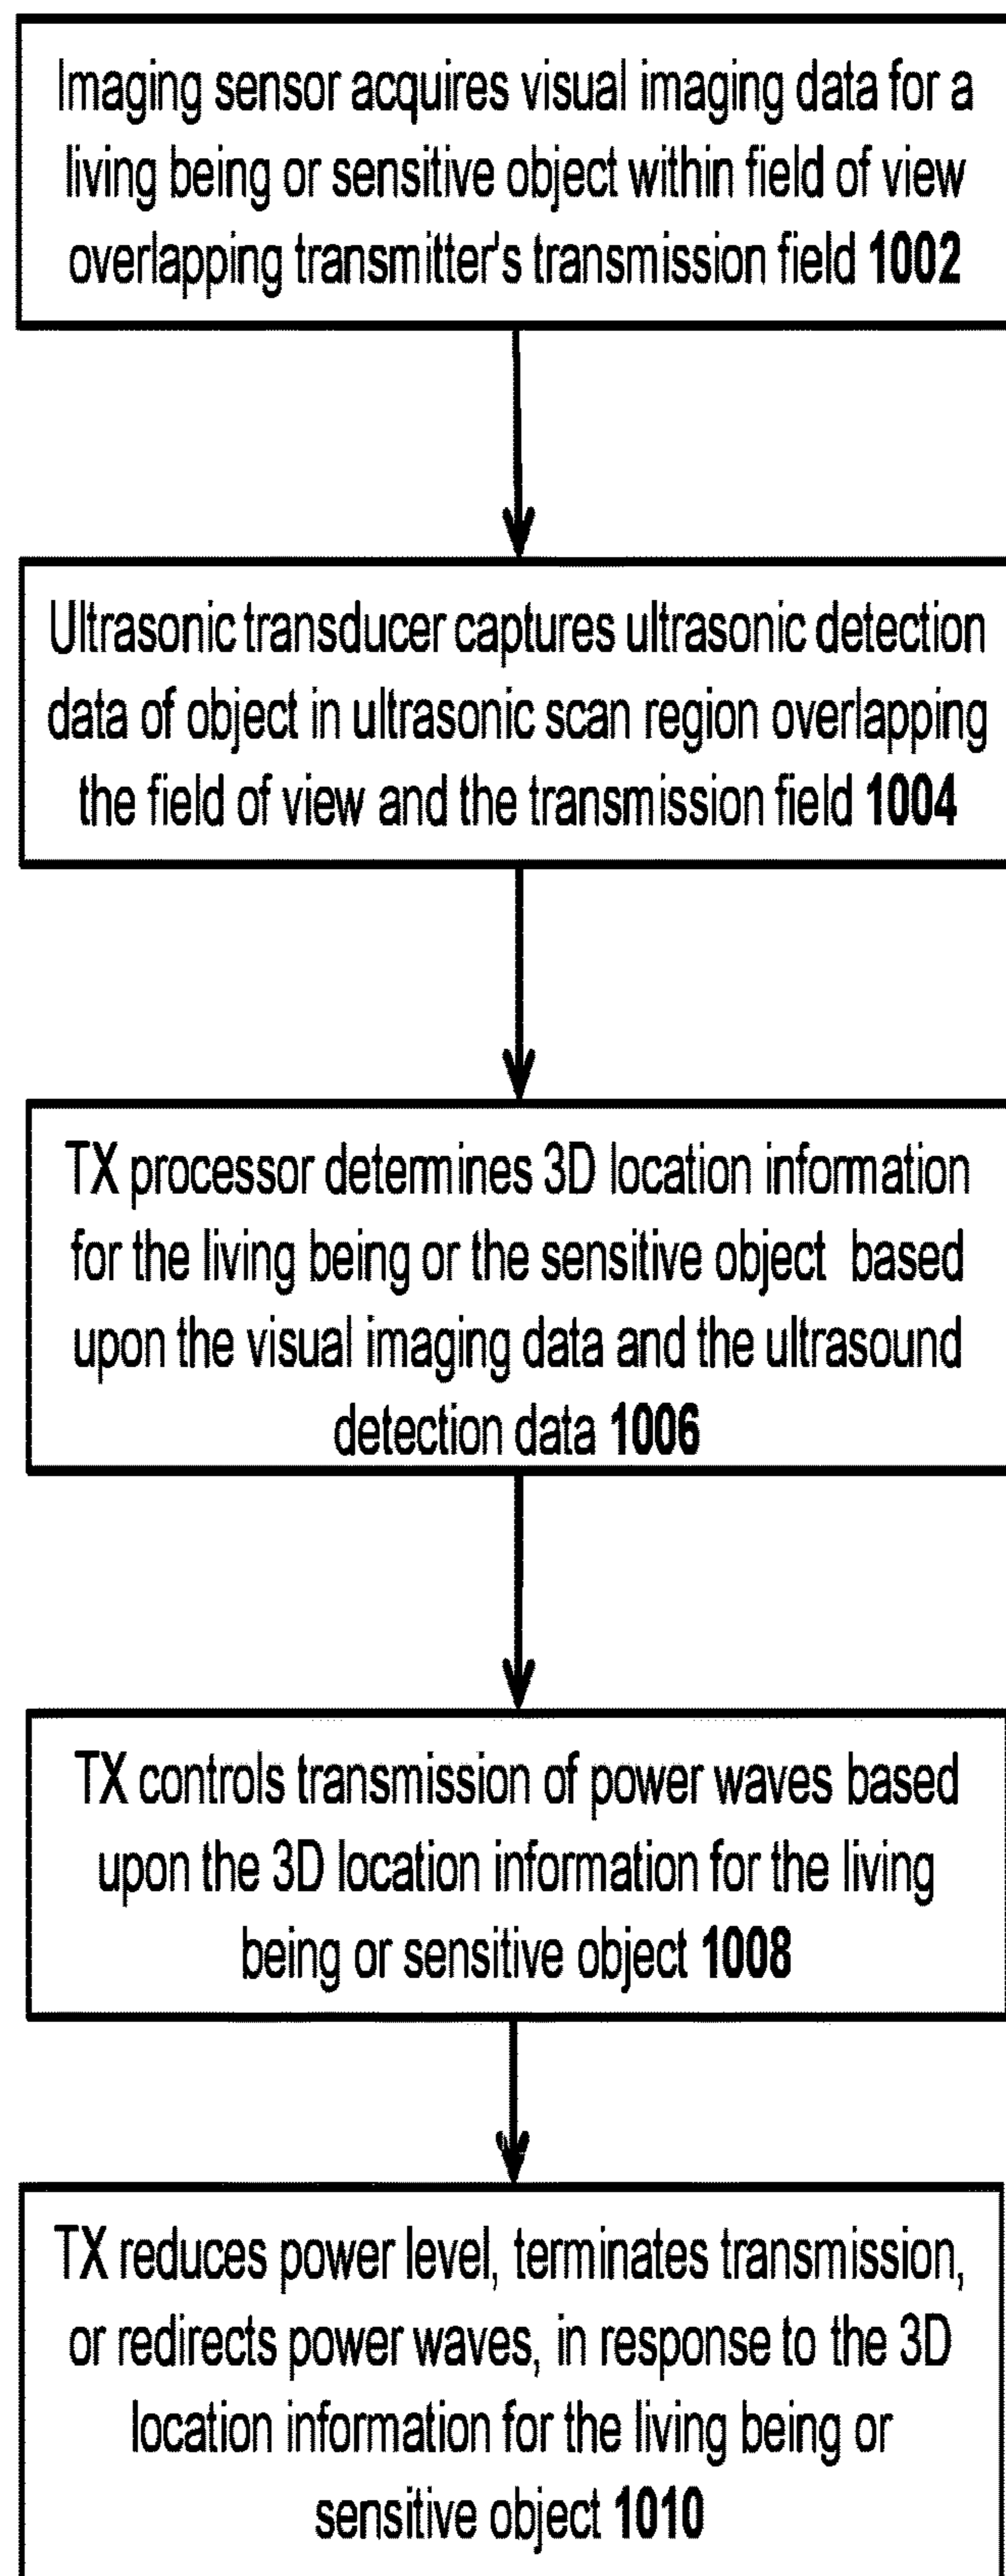 Imaging sensor acquires visual imaging data for a
living being or sensitive object within field of view
overlapping transmitter's transmission field 1002
Ultrasonic transducer captures ultrasonic detection
data of object in ultrasonic scan region overlapping
the field of view and the transmission field 1004
TX processor determines 3D location information
for the living being or the sensitive object based
upon the visual imaging data and the ultrasound
detection data 1006
TX controls transmission of power waves based
upon the 3D location information for the living
being or sensitive object 1008
TX reduces power level, terminates transmission,
or redirects power waves, in response to the 3D
location information for the living being or
sensitive object 1010